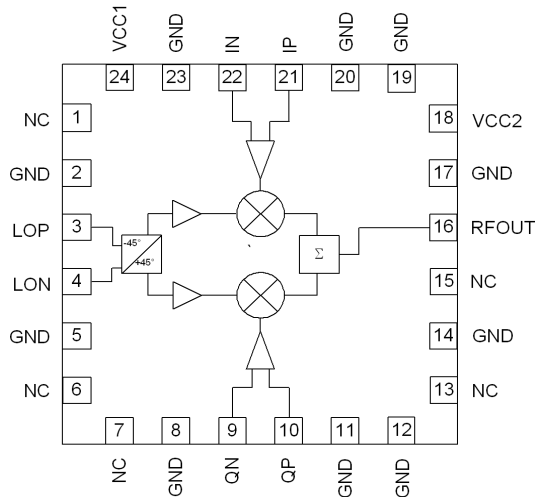 VCC1 GND IN IP GND GND
24 23 22 21 20 19
NC 1
18 VCC2
GND 2
17 GND
LOP 3
16 RFOUT
-45°
+45°
Σ
LON 4
15 NC
GND 5
14 GND
NC 6
13 NC
7 8 9 10 11 12
NC GND QN QP GND GND